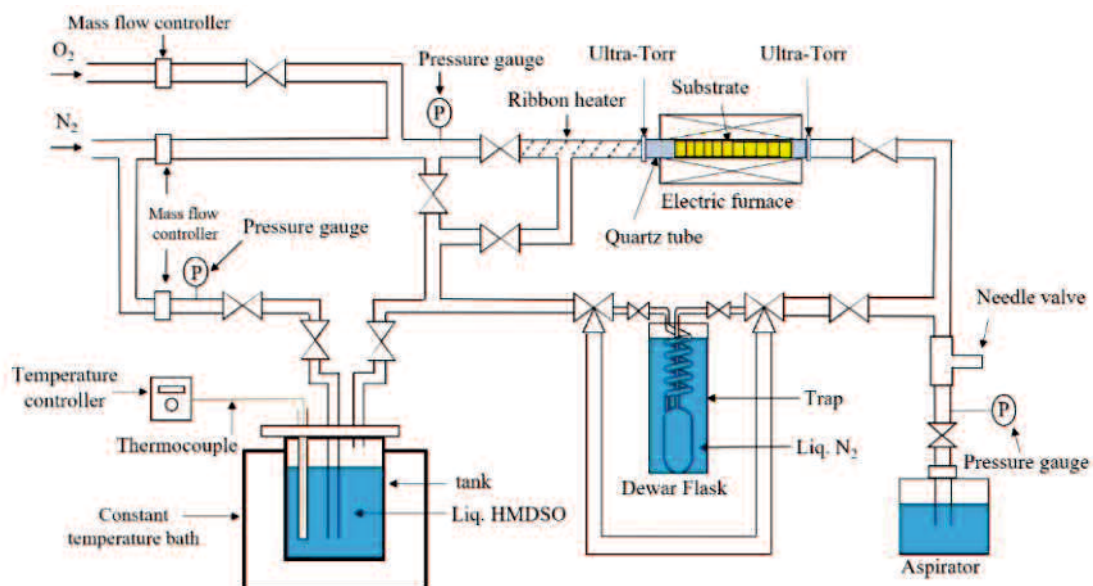 Mass flow controller
O2
N2
Pressure gauge
P
Ribbon heater
Ultra-Torr
Ultra-Torr
Substrate
Electric furnace
Quartz tube
Mass flow
controller
Pressure gauge
P
Needle valve
Temperature
controller
Thermocouple
tank
Liq. HMDSO
Constant
temperature bath
Trap
Liq. N2
Dewar Flask
P
Pressure gauge
Aspirator